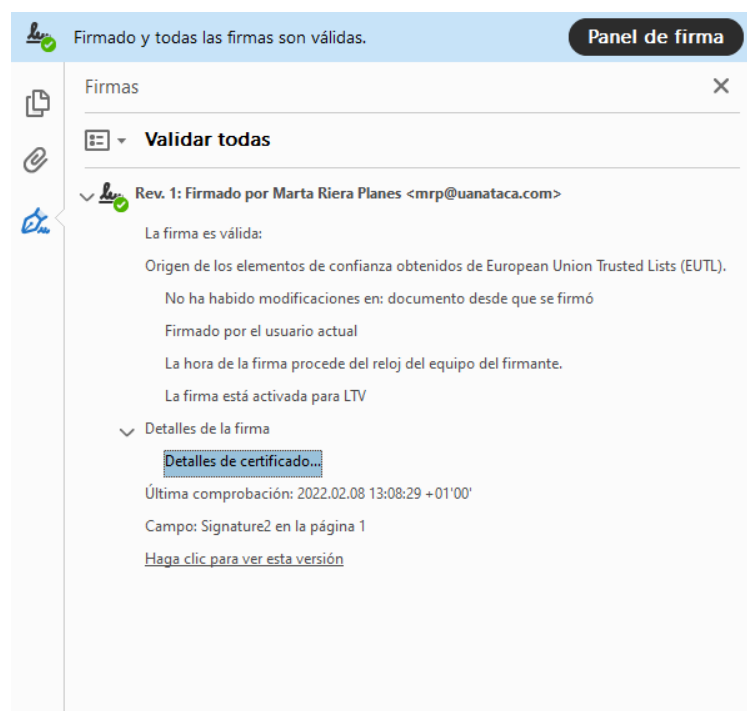 Firmado y todas las firmas son válidas.
Panel de firma
Firmas
Validar todas
Rev. 1: Firmado por Marta Riera Planes <mrp@uanataca.com>
La firma es válida:
Origen de los elementos de confianza obtenidos de European Union Trusted Lists (EUTL).
No ha habido modificaciones en: documento desde que se firmó
Firmado por el usuario actual
La hora de la firma procede del reloj del equipo del firmante.
La firma está activada para LTV
Detalles de la firma
Detalles de certificado...
Última comprobación: 2022.02.08 13:08:29 +01'00'
Campo: Signature2 en la página 1
Haga clic para ver esta versión